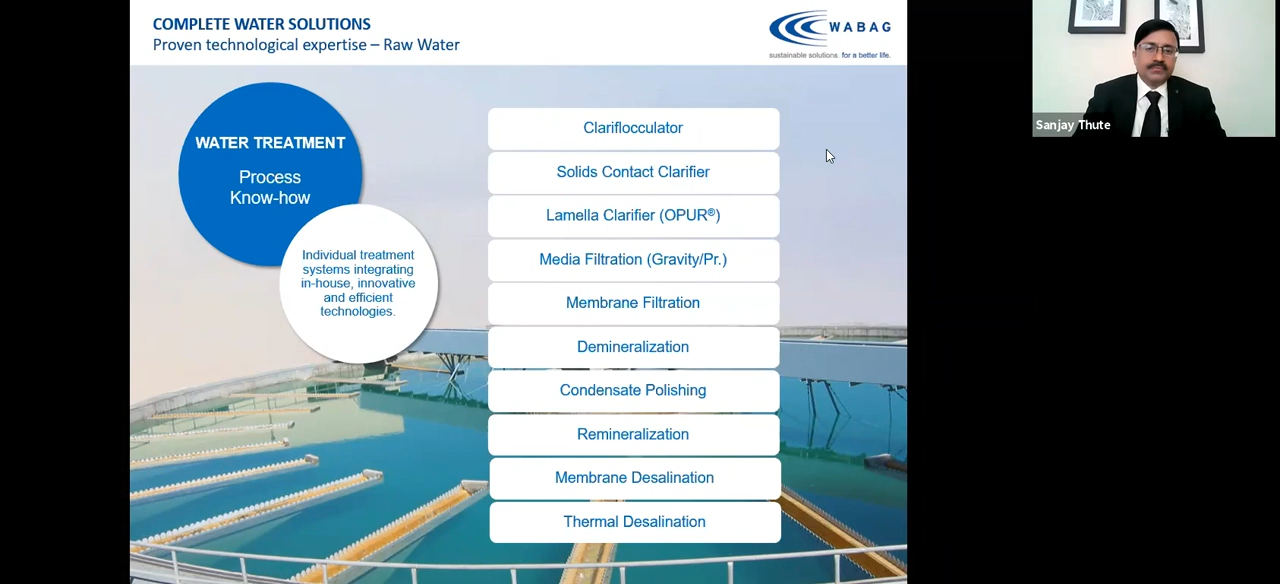 COMPLETE WATER SOLUTIONS
Proven technological expertise – Raw Water
WABAG
sustainable solutions. for a better life.
WATER TREATMENT
Process
Know-how
Individual treatment
systems integrating
in-house, innovative
and efficient
technologies.
Clariflocculator
Solids Contact Clarifier
Lamella Clarifier (OPUR®)
Media Filtration (Gravity/Pr.)
Membrane Filtration
Demineralization
Condensate Polishing
Remineralization
Membrane Desalination
Thermal Desalination
Sanjay Thute